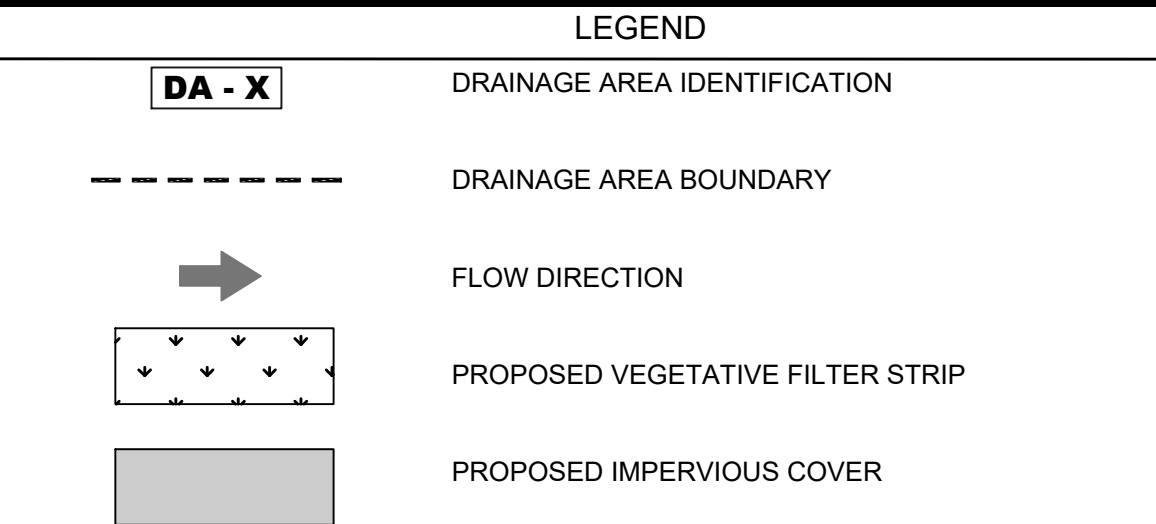 LEGEND
DA - X DRAINAGE AREA IDENTIFICATION
DRAINAGE AREA BOUNDARY
FLOW DIRECTION
PROPOSED VEGETATIVE FILTER STRIP
PROPOSED IMPERVIOUS COVER